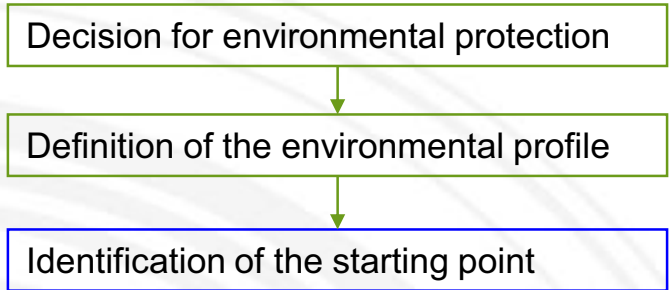 Decision for environmental protection
Definition of the environmental profile
Identification of the starting point